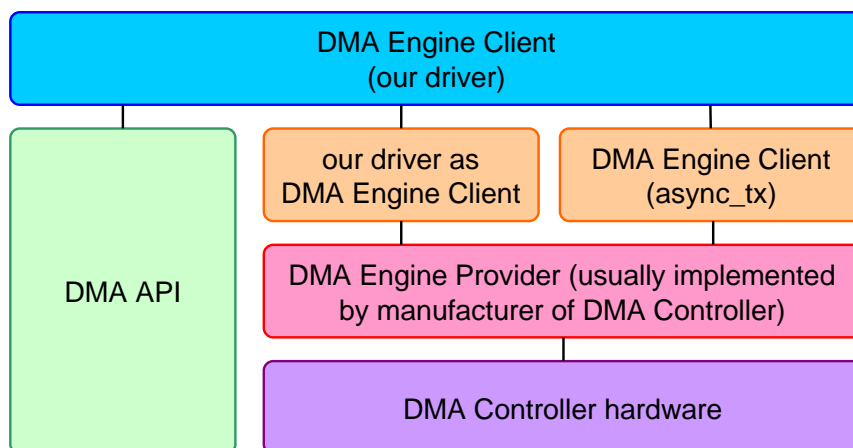 DMA Engine Client
(our driver)
our driver as
DMA Engine Client
DMA Engine Client
(async_tx)
DMA API
DMA Engine Provider (usually implemented
by manufacturer of DMA Controller)
DMA Controller hardware